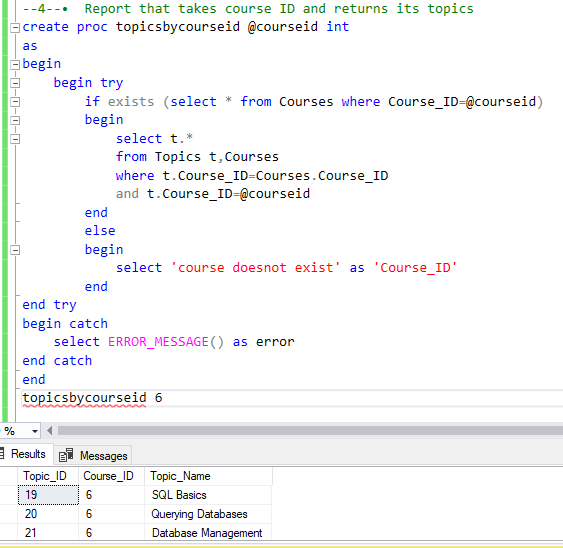 --4--•  Report that takes course ID and returns its topics
create proc topicsbycourseid @courseid int
as
begin
begin try
if exists (select * from Courses where Course_ID=@courseid)
begin
select t.*
from Topics t,Courses
where t.Course_ID=Courses.Course_ID
and t.Course_ID=@courseid
end
else
begin
select 'course doesnot exist' as 'Course_ID'
end
end try
begin catch
select ERROR_MESSAGE() as error
end catch
end
topicsbycourseid 6
%
Results Messages
Topic_ID Course_ID Topic_Name
19 6 SQL Basics
20 6 Querying Databases
21 6 Database Management